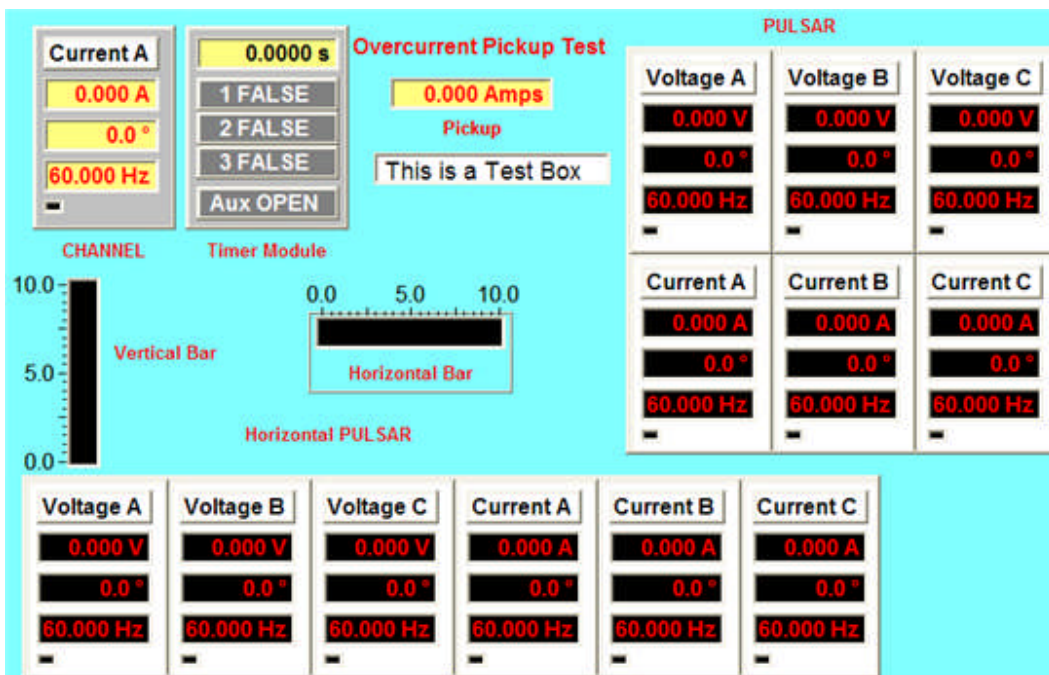 Current A
0.000 A
0.0 °
60.000 Hz
CHANNEL
0.0000 s
1 FALSE
2 FALSE
3 FALSE
Aux OPEN
Timer Module
Overcurrent Pickup Test
0.000 Amps
Pickup
This is a Test Box
PULSAR
Voltage A Voltage B Voltage C
0.000 V 0.000 V 0.000 V
0.0 ° 0.0 ° 0.0 °
60.000 Hz 60.000 Hz 60.000 Hz
Current A Current B Current C
0.000 A 0.000 A 0.000 A
0.0 ° 0.0 ° 0.0 °
60.000 Hz 60.000 Hz 60.000 Hz
10.0
5.0
0.0
Vertical Bar
0.0 5.0 10.0
Horizontal Bar
Horizontal PULSAR
Voltage A Voltage B Voltage C Current A Current B Current C
0.000 V 0.000 V 0.000 V 0.000 A 0.000 A 0.000 A
0.0 ° 0.0 ° 0.0 ° 0.0 ° 0.0 ° 0.0 °
60.000 Hz 60.000 Hz 60.000 Hz 60.000 Hz 60.000 Hz 60.000 Hz